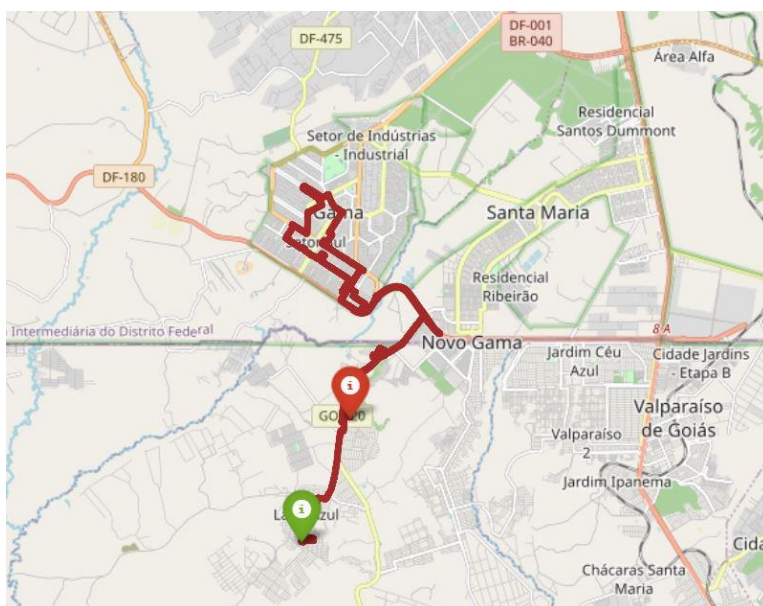 DF-001
BR-040
DF-475
Área Alfa
Residencial
Santos Dummont
Setor de Indústrias
- Industrial
DF-180
Gama
Santa Maria
Residencial
Ribeirão
Intermediária do Distrito Federal
8 A
Novo Gama
Jardim Céu
Azul
Cidade Jardins
- Etapa B
Valparaíso
de Goiás
Valparaíso
2
Jardim Ipanema
Chácaras Santa
Maria